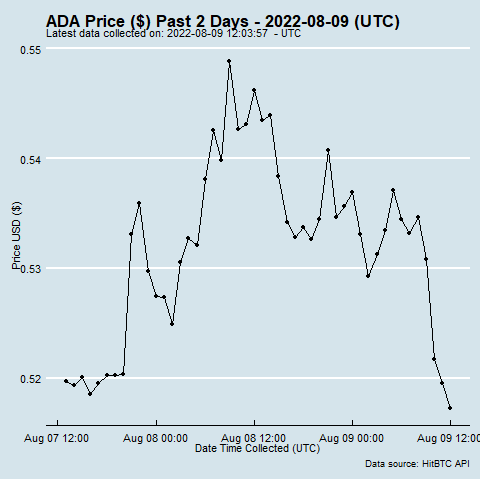 ADA Price ($) Past 2 Days - 2022-08-09 (UTC)
Latest data collected on: 2022-08-09 12:03:57 - UTC
0.55
0.54
0.53
0.52
Price USD ($)
Aug 07 12:00
Aug 08 00:00
Aug 08 12:00
Aug 09 00:00
Aug 09 12:00
Date Time Collected (UTC)
Data source: HitBTC API